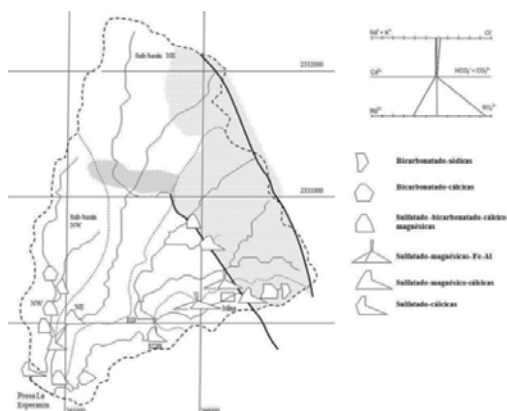 Sub basin NE
2332000
2331000
Sub basin
NW
NW
NE
Mina
Presa La
Esperanza
Na⁺ + K⁺
Cl⁻
Ca²⁺
HCO₃⁻ + CO₃²⁻
Mg²⁺
SO₄²⁻
Bicarbonatado-sódicas
Bicarbonatado-cálcicas
Sulfatado -bicarbonatado-cálcico
magnésicas
Sulfatado-magnésicas-Fe-Al
Sulfatado-magnésico-cálcicas
Sulfatado-cálcicas